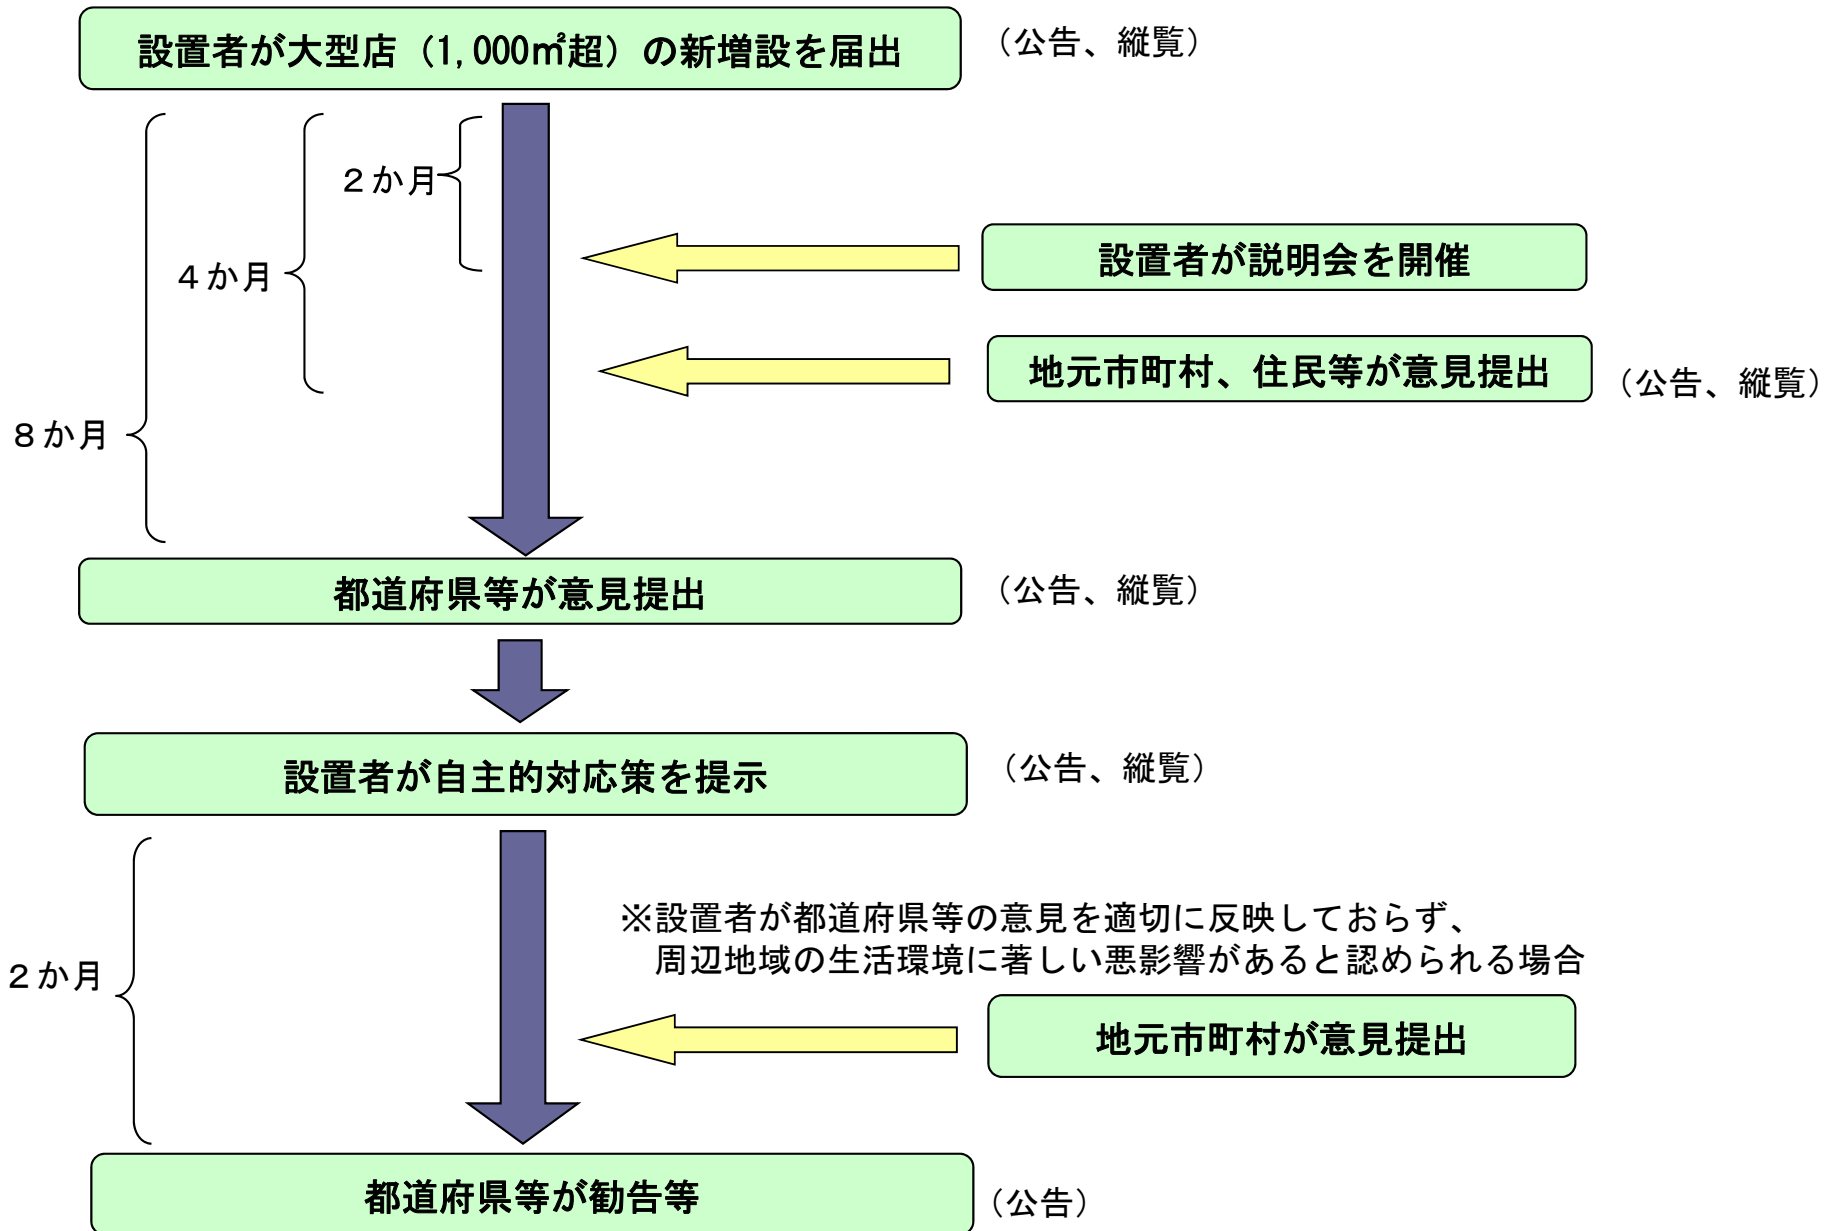 設置者が大型店（1,000㎡超）の新増設を届出
（公告、縦覧）
２か月
設置者が説明会を開催
４か月
地元市町村、住民等が意見提出
（公告、縦覧）
８か月
都道府県等が意見提出
（公告、縦覧）
設置者が自主的対応策を提示
（公告、縦覧）
※設置者が都道府県等の意見を適切に反映しておらず、
周辺地域の生活環境に著しい悪影響があると認められる場合
２か月
地元市町村が意見提出
都道府県等が勧告等
（公告）